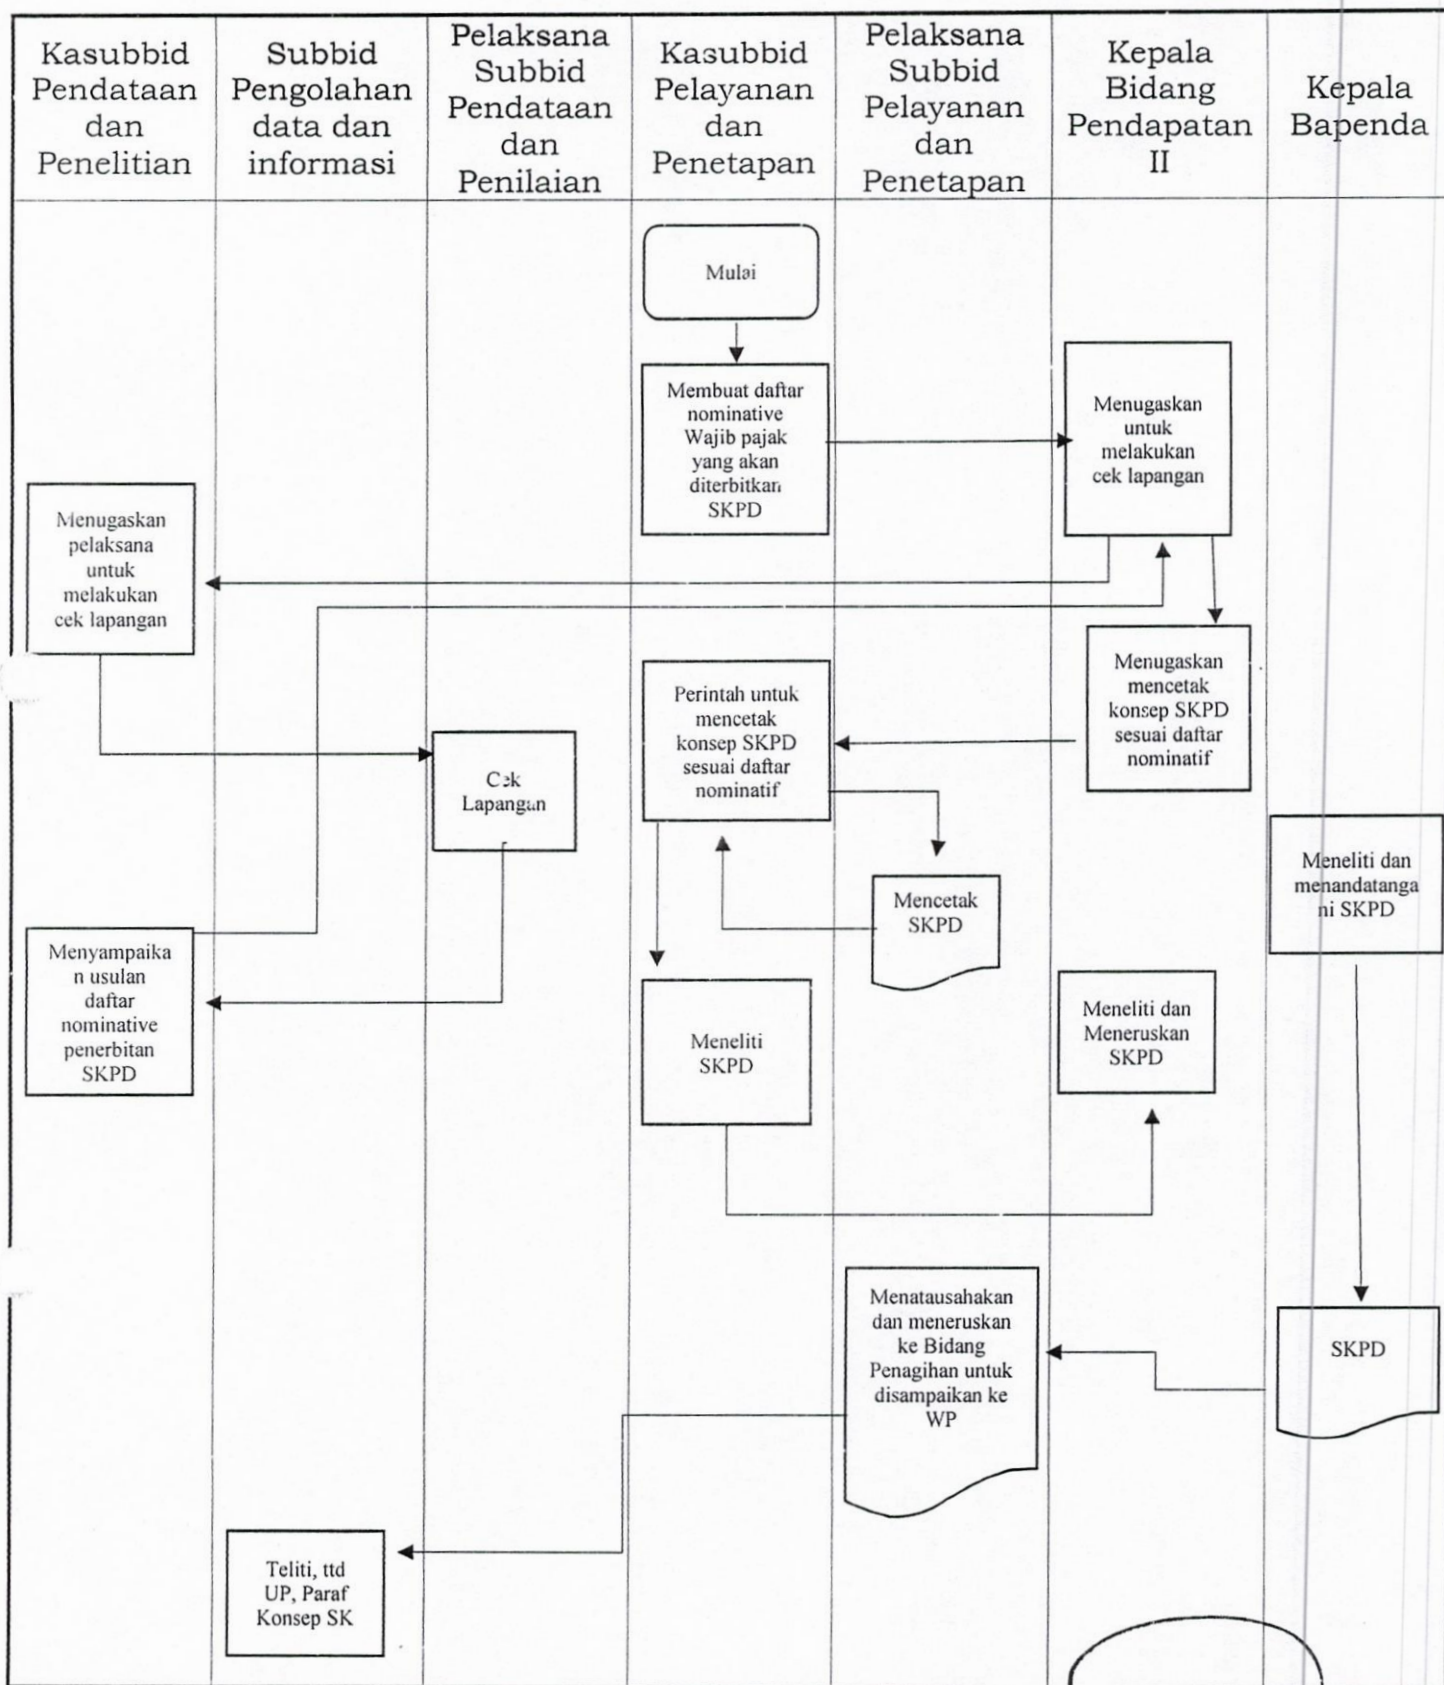 Kasubbid
Pendataan
dan
Penelitian
Subbid
Pengolahan
data dan
informasi
Pelaksana
Subbid
Pendataan
dan
Penilaian
Kasubbid
Pelayanan
dan
Penetapan
Pelaksana
Subbid
Pelayanan
dan
Penetapan
Kepala
Bidang
Pendapatan
II
Kepala
Bapenda
Mulai
Membuat daftar
nominative
Wajib pajak
yang akan
diterbitkan
SKPD
Menugaskan
untuk
melakukan
cek lapangan
Menugaskan
pelaksana
untuk
melakukan
cek lapangan
Menugaskan
mencetak
konsep SKPD
sesuai daftar
nominatif
Perintah untuk
mencetak
konsep SKPD
sesuai daftar
nominatif
Cek
Lapangan
Meneliti dan
menandatanga
ni SKPD
Mencetak
SKPD
Menyampaika
n usulan
daftar
nominative
penerbitan
SKPD
Meneliti
SKPD
Meneliti dan
Meneruskan
SKPD
Menatausahakan
dan meneruskan
ke Bidang
Penagihan untuk
disampaikan ke
WP
SKPD
Teliti, ttd
UP, Paraf
Konsep SK